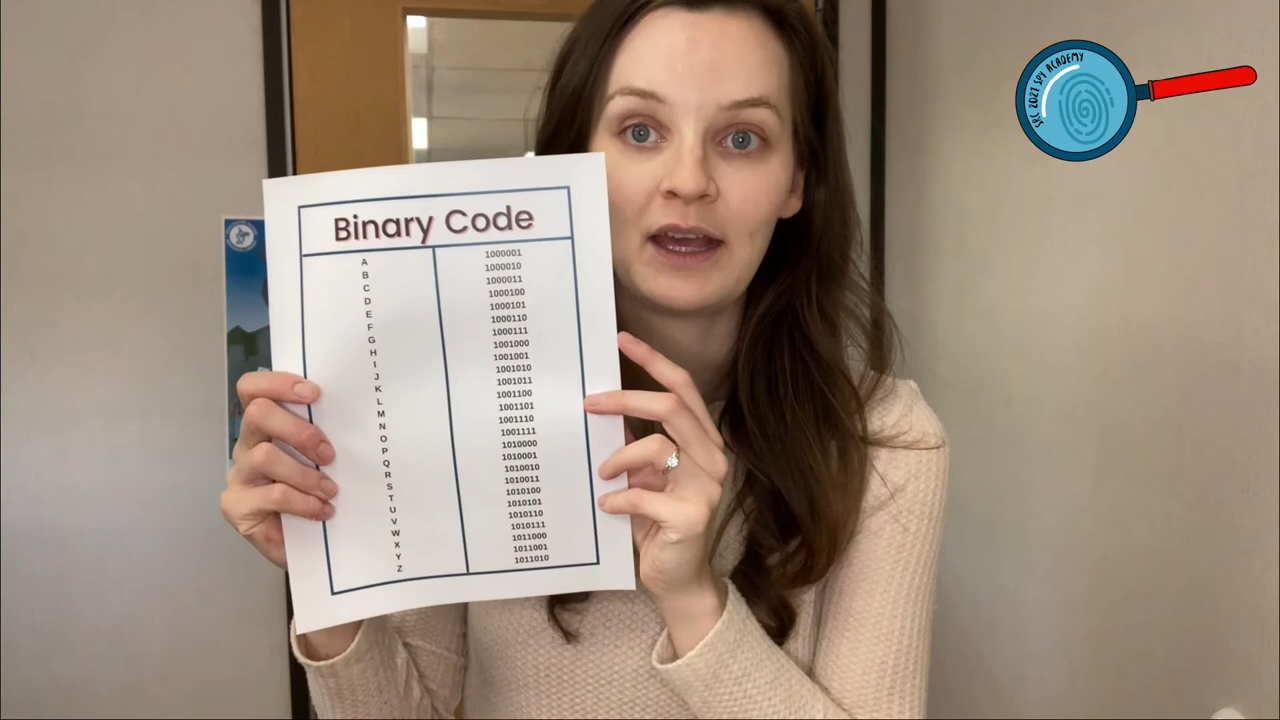 SRC 2021 SPY ACADEMY
Binary Code
A 1000001
B 1000010
C 1000011
D 1000100
E 1000101
F 1000110
G 1000111
H 1001000
I 1001001
J 1001010
K 1001011
L 1001100
M 1001101
N 1001110
O 1001111
P 1010000
Q 1010001
R 1010010
S 1010011
T 1010100
U 1010101
V 1010110
W 1010111
X 1011000
Y 1011001
Z 1011010